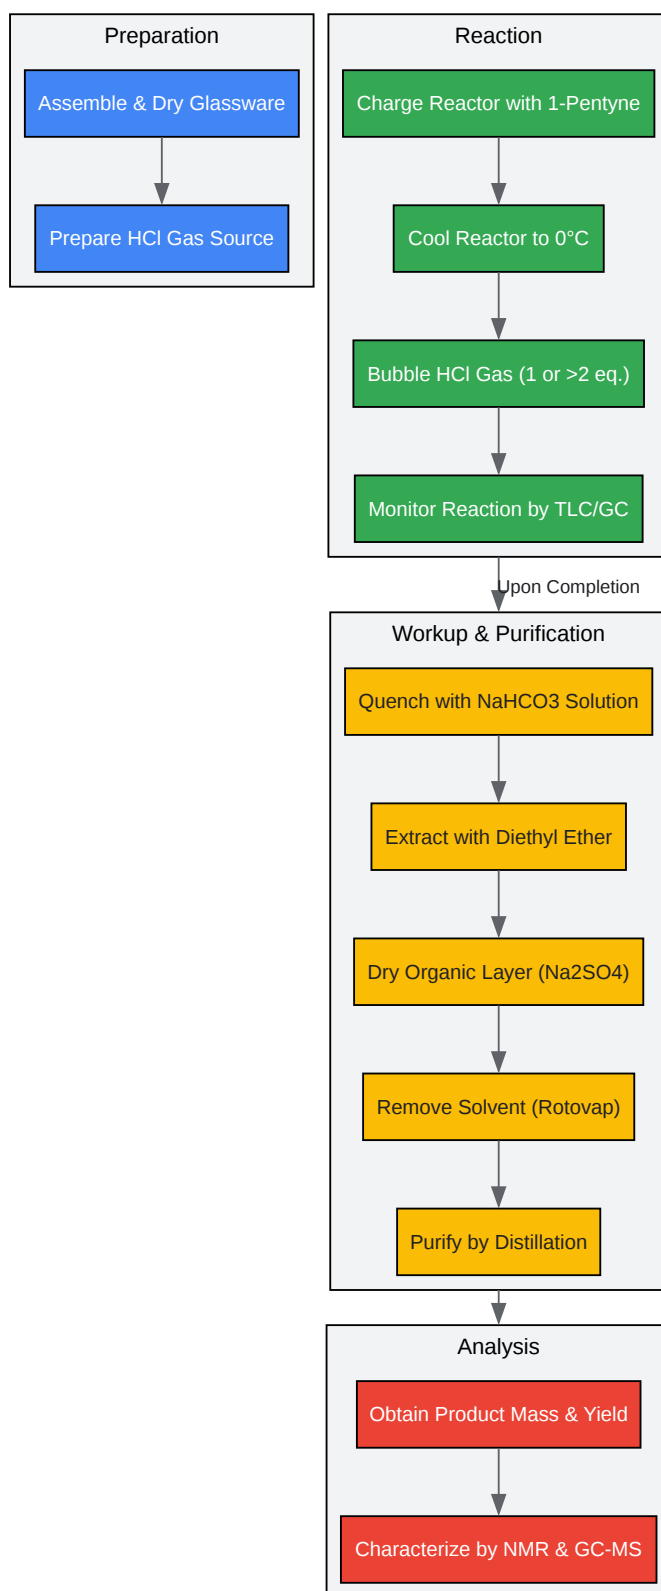 Preparation
Assemble & Dry Glassware
Prepare HCl Gas Source
Reaction
Charge Reactor with 1-Pentyne
Cool Reactor to 0°C
Bubble HCl Gas (1 or >2 eq.)
Monitor Reaction by TLC/GC
Upon Completion
Workup & Purification
Quench with NaHCO3 Solution
Extract with Diethyl Ether
Dry Organic Layer (Na2SO4)
Remove Solvent (Rotovap)
Purify by Distillation
Analysis
Obtain Product Mass & Yield
Characterize by NMR & GC-MS